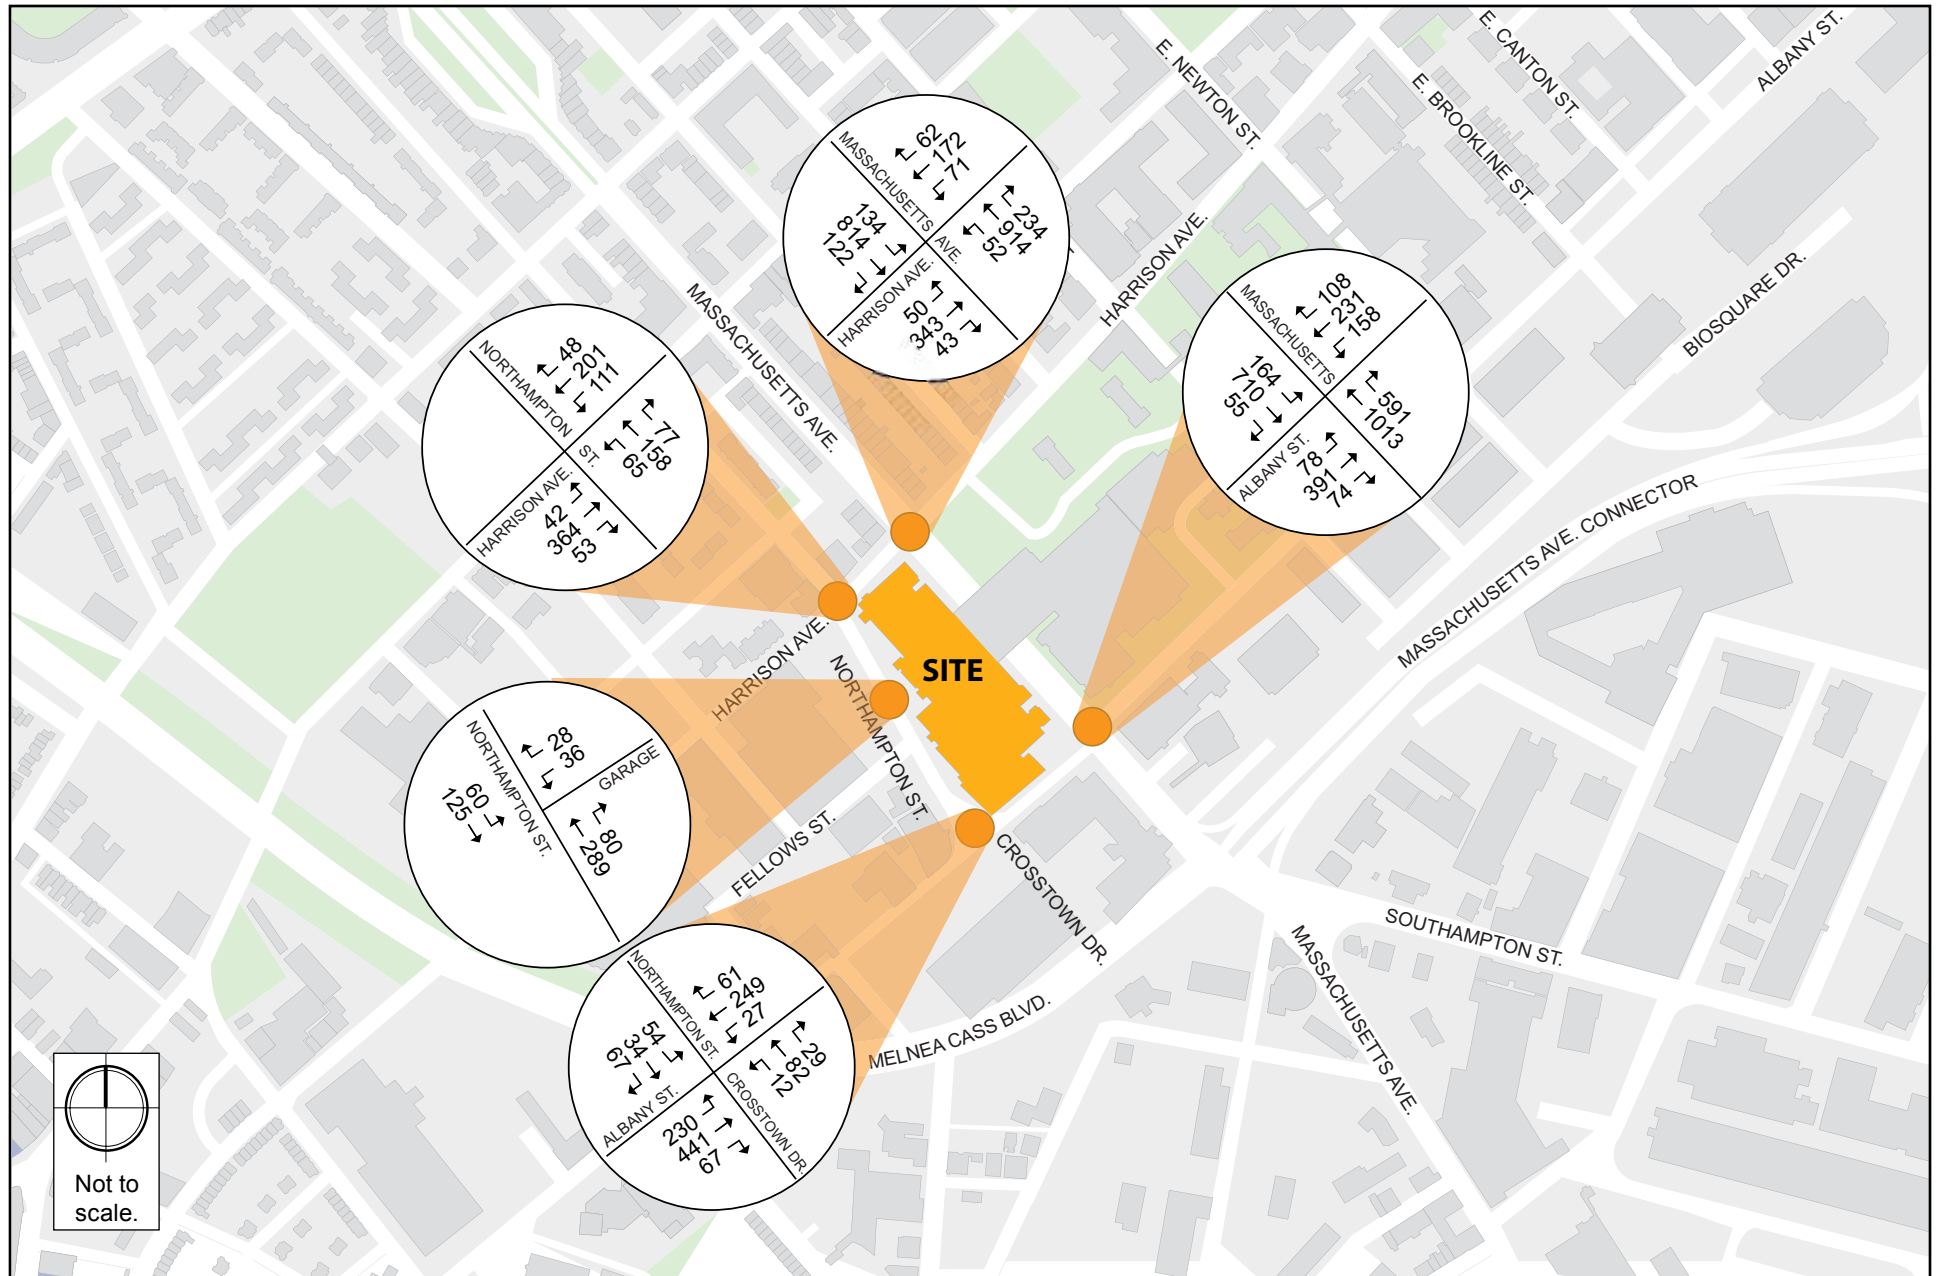 E. CANTON ST.
ALBANY ST.
E. NEWTON ST.
E. BROOKLINE ST.
HARRISON AVE.
BIOSQUARE DR.
MASSACHUSETTS AVE.
MASSACHUSETTS AVE. CONNECTOR
62
172
71
MASSACHUSETTS AVE.
134
814
122
234
914
52
HARRISON AVE.
50
343
43
108
231
158
MASSACHUSETTS
164
710
55
591
1013
ALBANY ST.
78
391
74
48
201
111
NORTHAMPTON ST.
77
158
65
HARRISON AVE.
42
364
53
HARRISON AVE.
SITE
NORTHAMPTON ST.
28
36
GARAGE
NORTHAMPTON ST.
60
125
80
289
FELLOWS ST.
CROSSTOWN DR.
SOUTHAMPTON ST.
MASSACHUSETTS AVE.
MELNEA CASS BLVD.
61
249
27
NORTHAMPTON ST.
54
34
67
29
82
12
ALBANY ST.
CROSSTOWN DR.
230
441
67
Not to
scale.